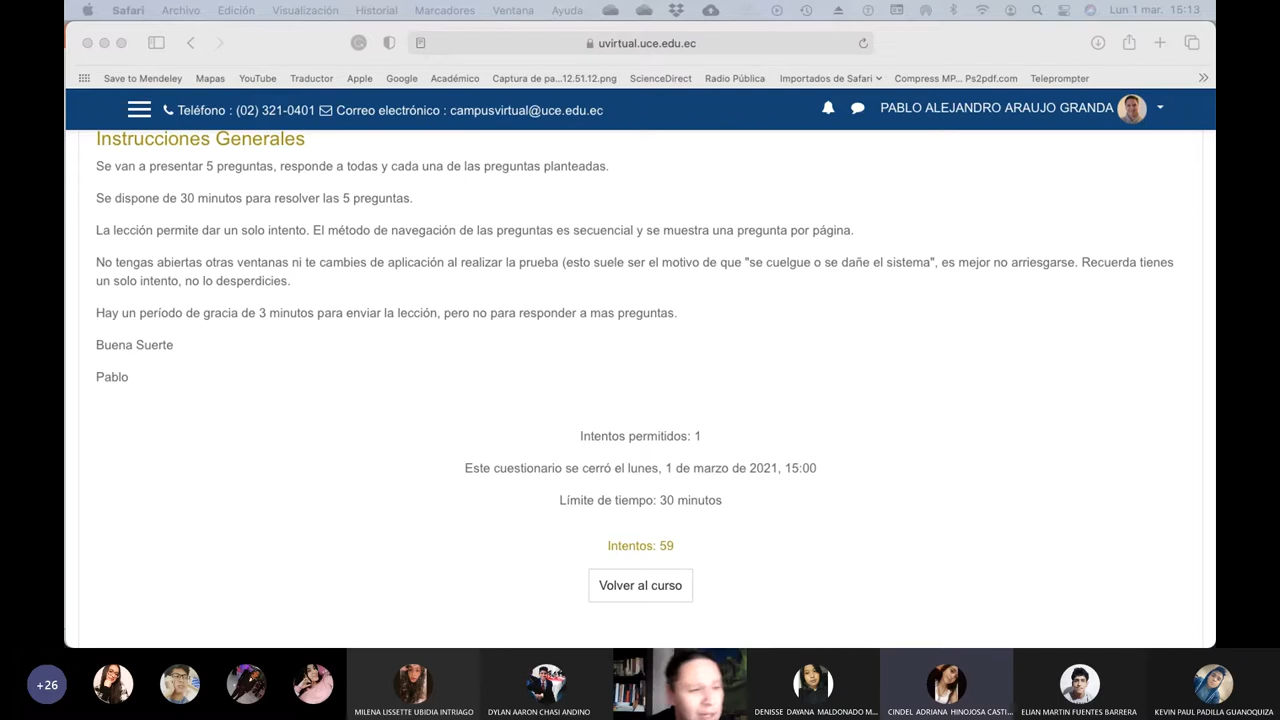 Safari Archivo Edición Visualización Historial Marcadores Ventana Ayuda Lun 1 mar. 15:13
uvirtual.uce.edu.ec
Save to Mendeley Mapas YouTube Traductor Apple Google Académico Captura de pa...12.51.12.png ScienceDirect Radio Pública Importados de Safari Compress MP... Ps2pdf.com Teleprompter
Teléfono : (02) 321-0401 Correo electrónico : campusvirtual@uce.edu.ec PABLO ALEJANDRO ARAUJO GRANDA
Instrucciones Generales
Se van a presentar 5 preguntas, responde a todas y cada una de las preguntas planteadas.
Se dispone de 30 minutos para resolver las 5 preguntas.
La lección permite dar un solo intento. El método de navegación de las preguntas es secuencial y se muestra una pregunta por página.
No tengas abiertas otras ventanas ni te cambies de aplicación al realizar la prueba (esto suele ser el motivo de que "se cuelgue o se dañe el sistema", es mejor no arriesgarse. Recuerda tienes
un solo intento, no lo desperdicies.
Hay un período de gracia de 3 minutos para enviar la lección, pero no para responder a mas preguntas.
Buena Suerte
Pablo
Intentos permitidos: 1
Este cuestionario se cerró el lunes, 1 de marzo de 2021, 15:00
Límite de tiempo: 30 minutos
Intentos: 59
Volver al curso
+26
MILENA LISSETTE UBIDIA INTRIAGO DYLAN AARON CHASI ANDINO DENISSE DAYANA MALDONADO M... CINDEL ADRIANA HINOJOSA CASTI... ELIAN MARTIN FUENTES BARRERA KEVIN PAUL PADILLA GUANOQUIZA